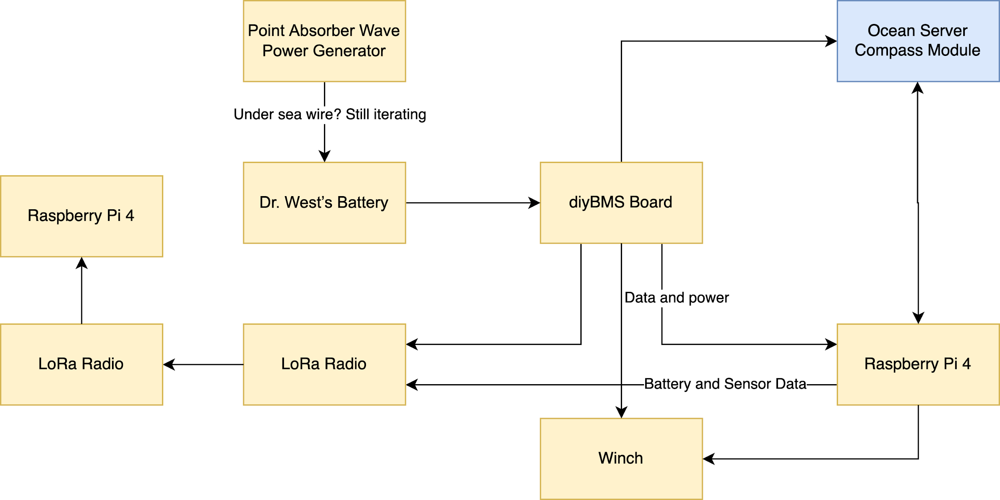 Point Absorber Wave
Power Generator
Ocean Server
Compass Module
Under sea wire? Still iterating
Raspberry Pi 4
Dr. West's Battery
diyBMS Board
Data and power
LoRa Radio
LoRa Radio
Raspberry Pi 4
Battery and Sensor Data
Winch